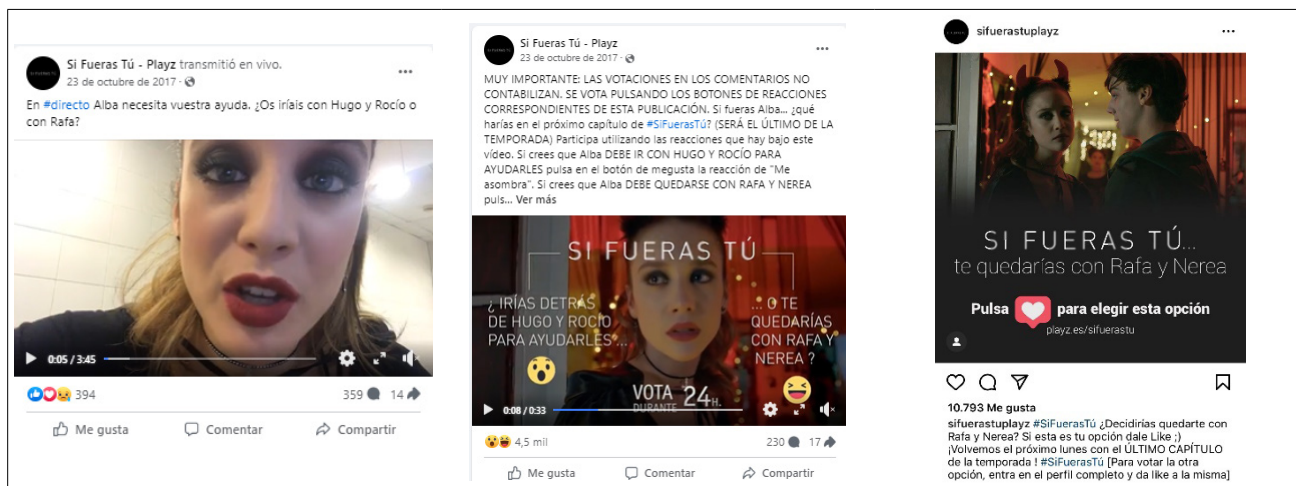 Si Fueras Tú - Playz transmitió en vivo.
23 de octubre de 2017 ·
En #directo Alba necesita vuestra ayuda. ¿Os iríais con Hugo y Rocío o
con Rafa?
0:05 / 3:45
394
359
14
Me gusta
Comentar
Compartir
Si Fueras Tú - Playz
23 de octubre de 2017 ·
MUY IMPORTANTE: LAS VOTACIONES EN LOS COMENTARIOS NO
CONTABILIZAN. SE VOTA PULSANDO LOS BOTONES DE REACCIONES
CORRESPONDIENTES DE ESTA PUBLICACIÓN. Si fueras Alba... ¿qué
harías en el próximo capítulo de #SiFuerasTú? (SERÁ EL ÚLTIMO DE LA
TEMPORADA) Participa utilizando las reacciones que hay bajo este
vídeo. Si crees que Alba DEBE IR CON HUGO Y ROCÍO PARA
AYUDARLES pulsa en el botón de megusta la reacción de "Me
asombra". Si crees que Alba DEBE QUEDARSE CON RAFA Y NEREA
puls... Ver más
SI FUERAS TÚ
¿ IRÍAS DETRÁS
DE HUGO Y ROCÍO
PARA AYUDARLES...
... O TE
QUEDARÍAS
CON RAFA Y
NEREA ?
VOTA
DURANTE 24H.
0:08 / 0:33
4,5 mil
230
17
Me gusta
Comentar
Compartir
sifuerastuplayz
SI FUERAS TÚ...
te quedarías con Rafa y Nerea
Pulsa para elegir esta opción
playz.es/sifuerastu
10.793 Me gusta
sifuerastuplayz #SiFuerasTú ¿Decidirías quedarte con
Rafa y Nerea? Si esta es tu opción dale Like ;)
¡Volvemos el próximo lunes con el ÚLTIMO CAPÍTULO
de la temporada ! #SiFuerasTú [Para votar la otra
opción, entra en el perfil completo y da like a la misma]